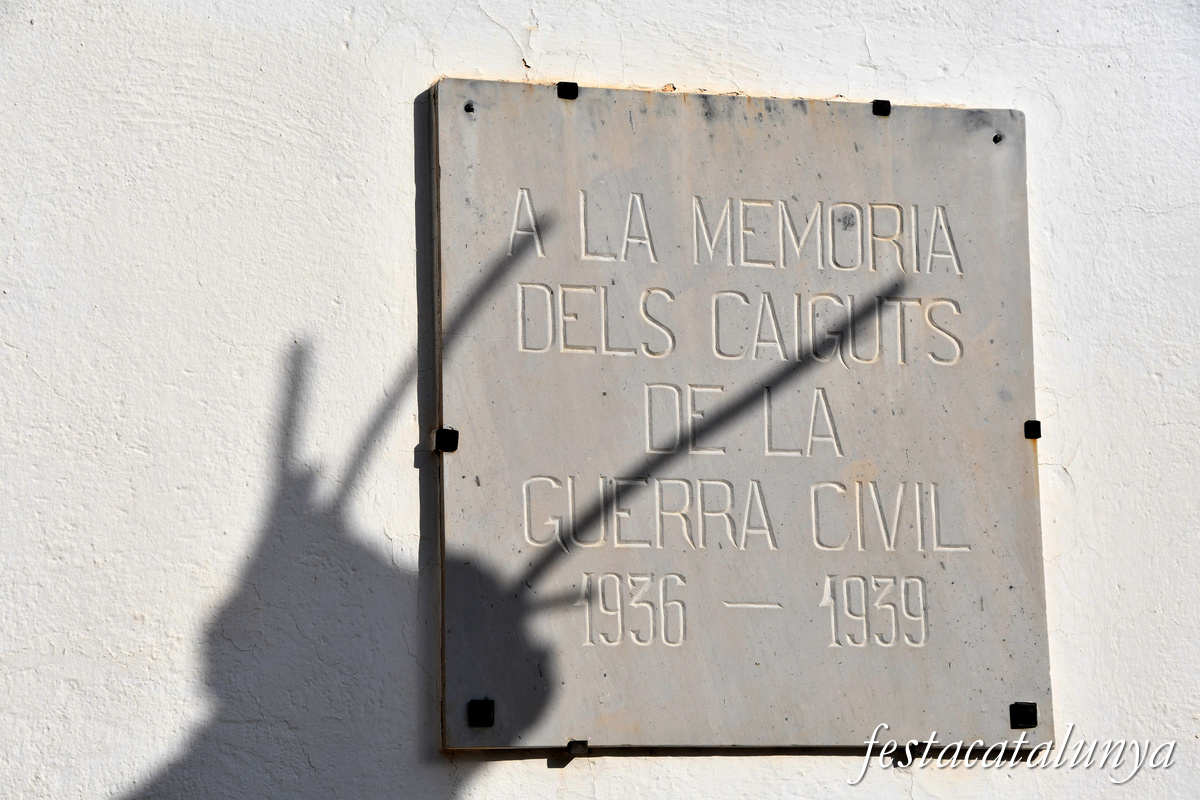 A LA MEMORIA
DELS CAIGUTS
DE LA
GUERRA CIVIL
1936 — 1939
festacatalunya